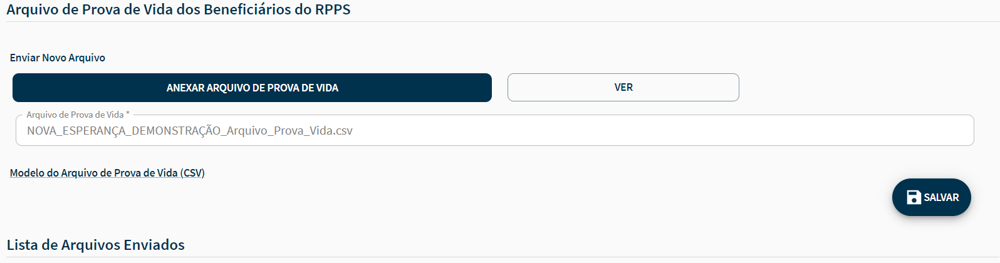 Arquivo de Prova de Vida dos Beneficiários do RPPS
Enviar Novo Arquivo
ANEXAR ARQUIVO DE PROVA DE VIDA
VER
Arquivo de Prova de Vida *
NOVA_ESPERANÇA_DEMONSTRAÇÃO_Arquivo_Prova_Vida.csv
Modelo do Arquivo de Prova de Vida (CSV)
SALVAR
Lista de Arquivos Enviados